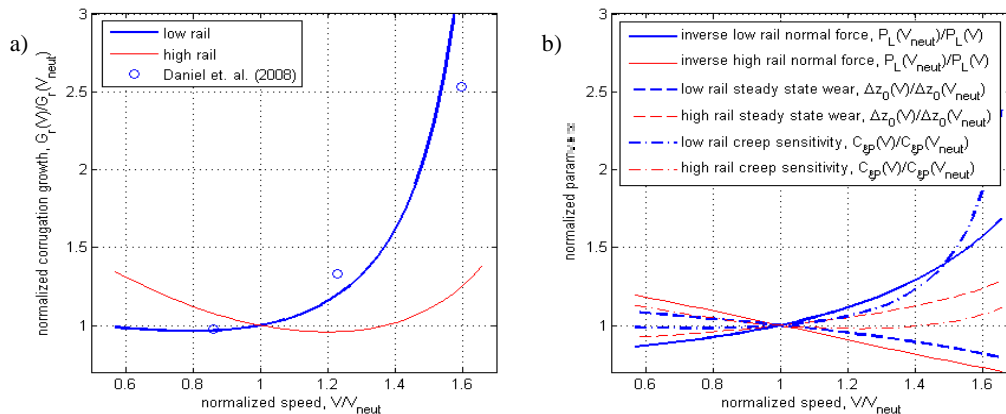 a)
3
2.5
2
1.5
1
0.6 0.8 1 1.2 1.4 1.6
normalized speed, V/V_neut
normalized corrugation growth, G_r(V)/G_r(V_neut)
low rail
high rail
Daniel et. al. (2008)
b)
3
2.5
2
1.5
1
0.6 0.8 1 1.2 1.4 1.6
normalized speed, V/V_neut
normalized
inverse low rail normal force, P_L(V_neut)/P_L(V)
inverse high rail normal force, P_L(V_neut)/P_L(V)
low rail steady state wear, Δz_0(V)/Δz_0(V_neut)
high rail steady state wear, Δz_0(V)/Δz_0(V_neut)
low rail creep sensitivity, C_ξP(V)/C_ξP(V_neut)
high rail creep sensitivity, C_ξP(V)/C_ξP(V_neut)